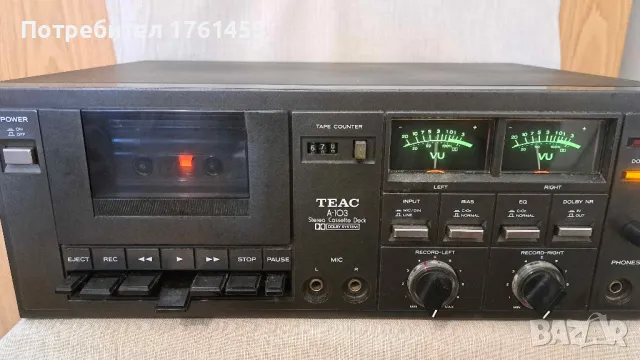 Потребител 1761455
POWER
ON
OFF
TAPE COUNTER
678
TEAC
A-103
Stereo Cassette Deck
DOLBY SYSTEM
VU
VU
LEFT
RIGHT
INPUT
BIAS
EQ
DOLBY NR
MIC/DIN
LINE
CrO₂
NORMAL
CrO₂
NORMAL
IN
OUT
EJECT
REC
STOP
PAUSE
MIC
L
R
RECORD-LEFT
RECORD-RIGHT
PHONES
BAZAR